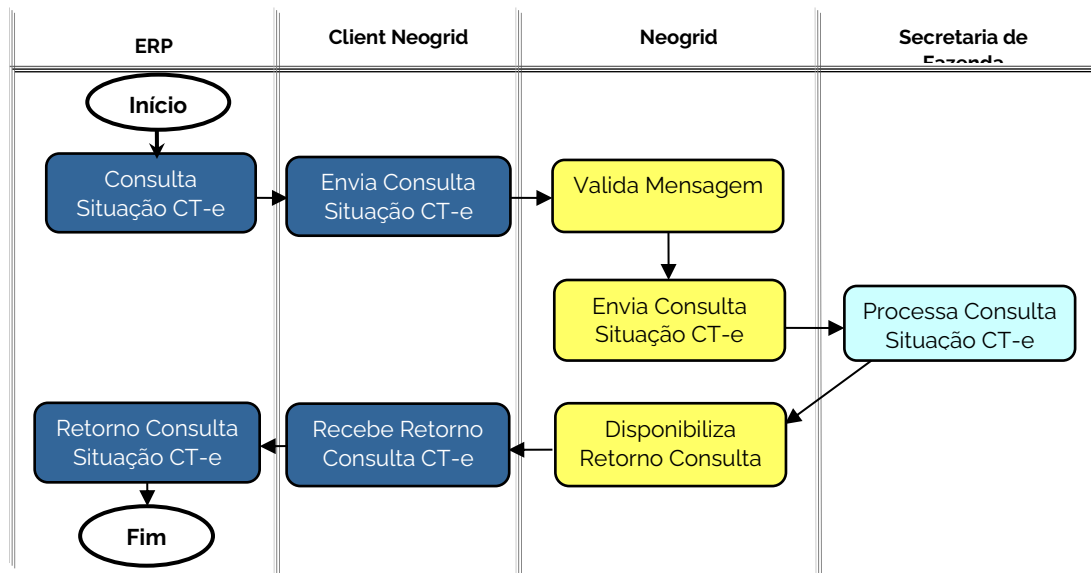 ERP
Client Neogrid
Neogrid
Secretaria de
Fazenda
Início
Consulta
Situação CT-e
Envia Consulta
Situação CT-e
Valida Mensagem
Envia Consulta
Situação CT-e
Processa Consulta
Situação CT-e
Retorno Consulta
Situação CT-e
Recebe Retorno
Consulta CT-e
Disponibiliza
Retorno Consulta
Fim